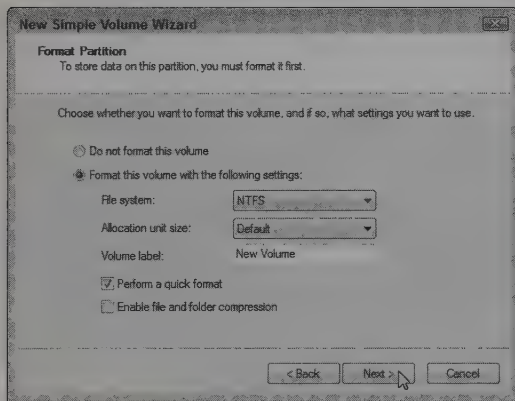 New Simple Volume Wizard
Format Partition
To store data on this partition, you must format it first.
Choose whether you want to format this volume, and if so, what settings you want to use.
Do not format this volume
Format this volume with the following settings:
File system: NTFS
Allocation unit size: Default
Volume label: New Volume
Perform a quick format
Enable file and folder compression
< Back Next > Cancel